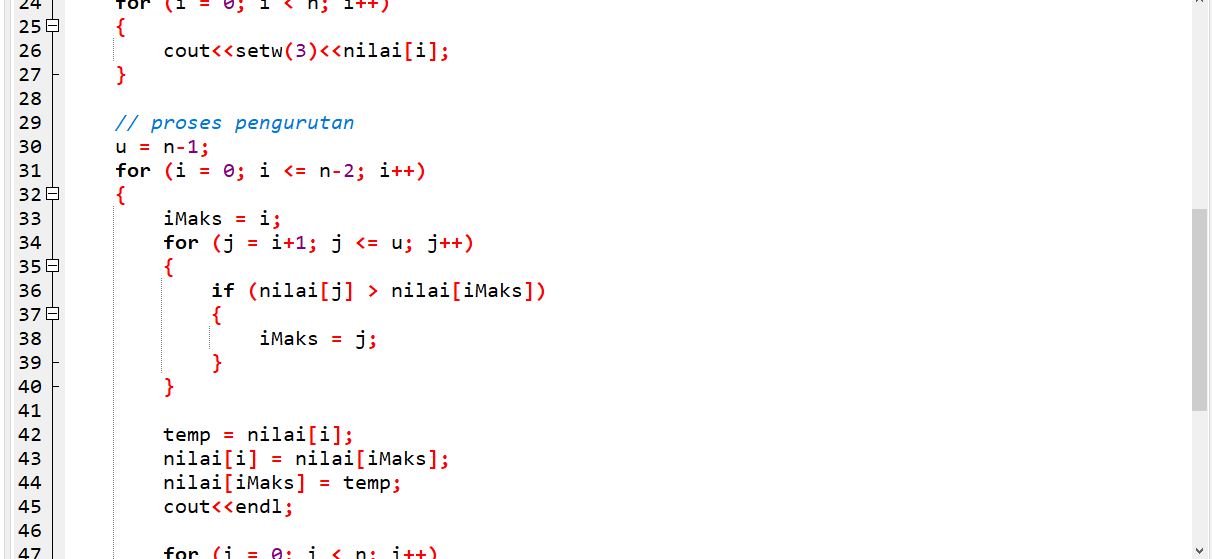 24 for (i = 0; i < n; i++)
25 {
26 cout<<setw(3)<<nilai[i];
27 }
28
29 // proses pengurutan
30 u = n-1;
31 for (i = 0; i <= n-2; i++)
32 {
33 iMaks = i;
34 for (j = i+1; j <= u; j++)
35 {
36 if (nilai[j] > nilai[iMaks])
37 {
38 iMaks = j;
39 }
40 }
41
42 temp = nilai[i];
43 nilai[i] = nilai[iMaks];
44 nilai[iMaks] = temp;
45 cout<<endl;
46
47 for (j = 0; j < n; j++)